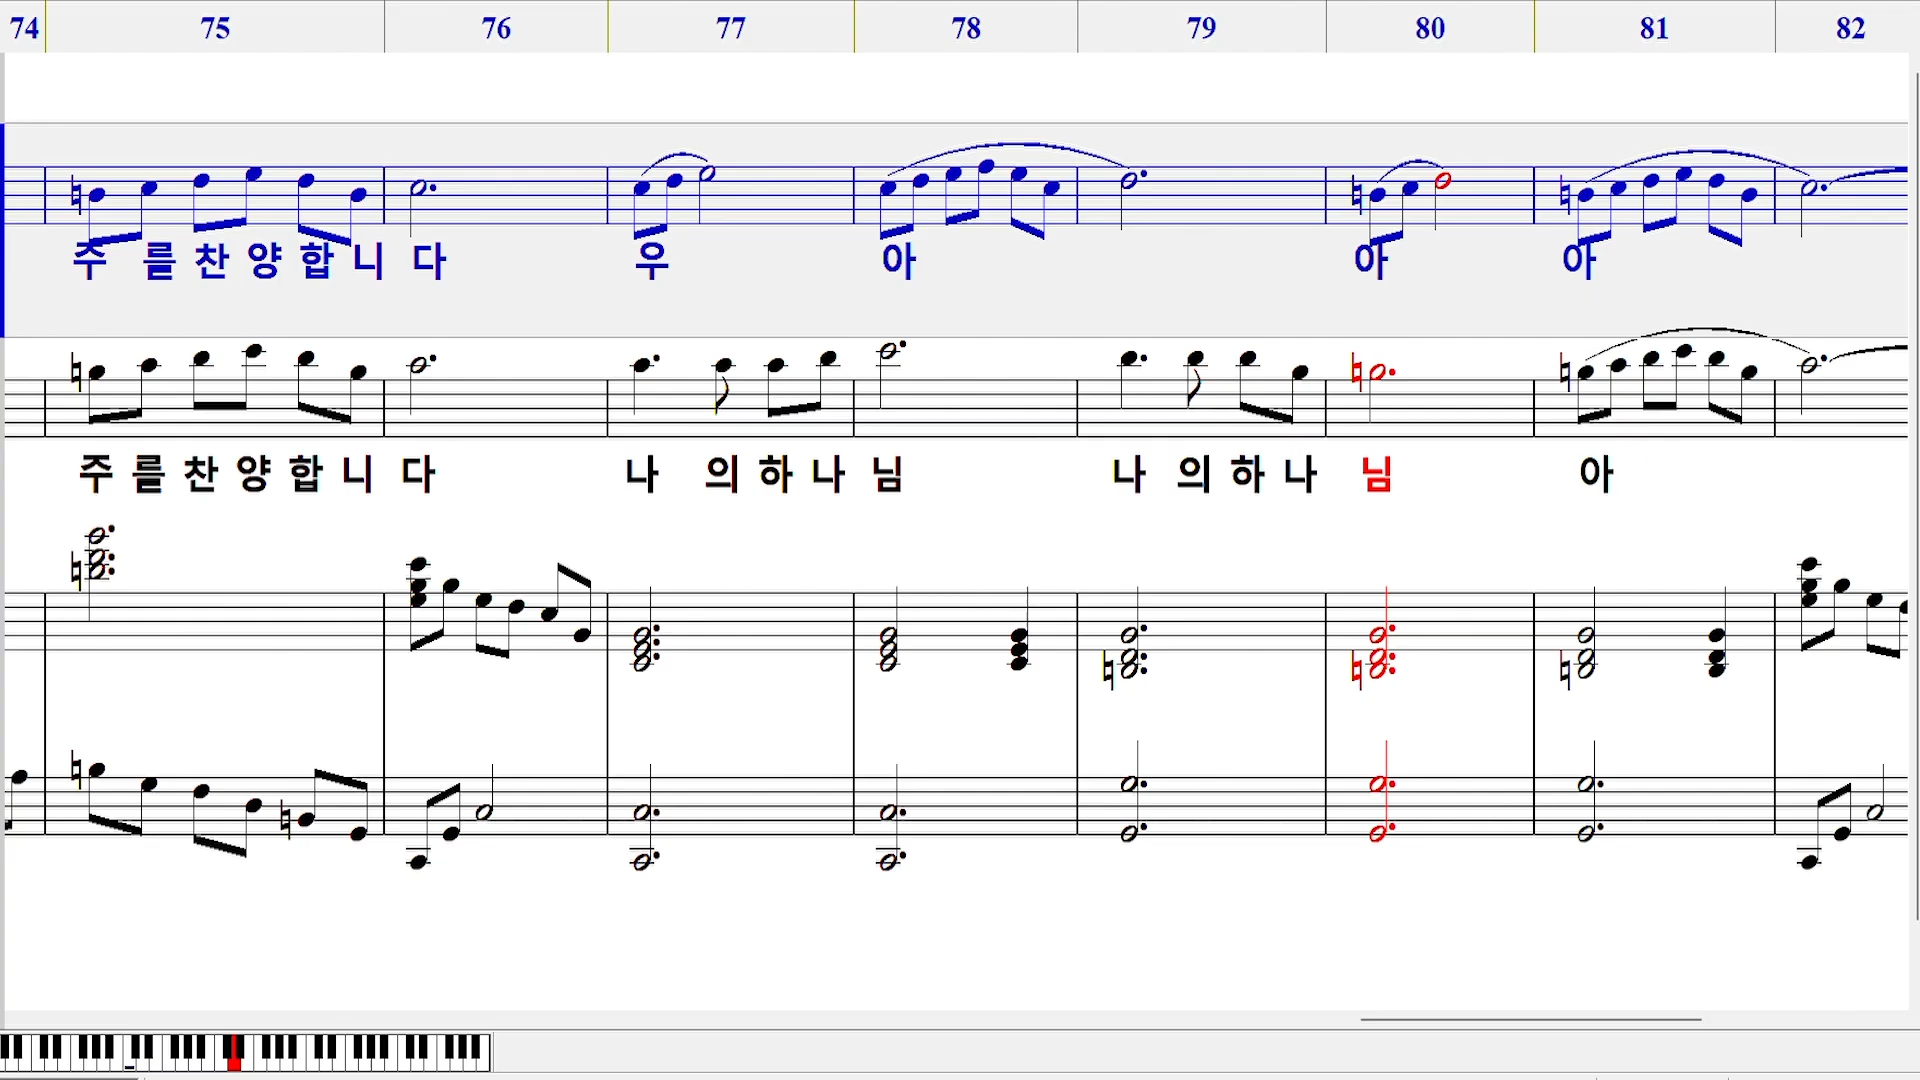 74 75 76 77 78 79 80 81 82
주 를 찬 양 합 니 다 우 아 아 아
주 를 찬 양 합 니 다 나 의 하 나 님 나 의 하 나 님 아